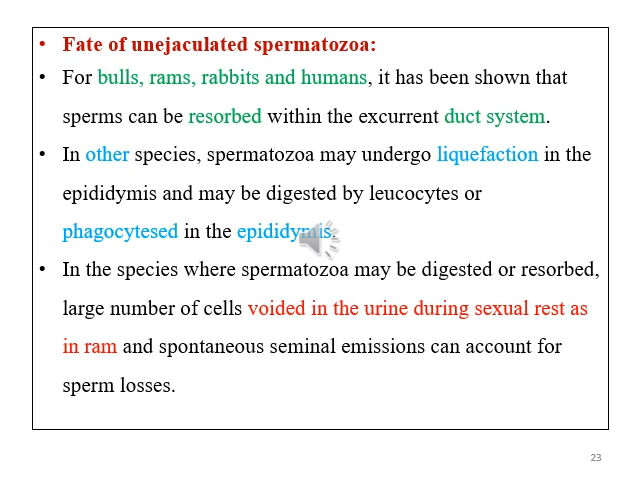 • Fate of unejaculated spermatozoa:
• For bulls, rams, rabbits and humans, it has been shown that
sperms can be resorbed within the excurrent duct system.
• In other species, spermatozoa may undergo liquefaction in the
epididymis and may be digested by leucocytes or
phagocytesed in the epididymis.
• In the species where spermatozoa may be digested or resorbed,
large number of cells voided in the urine during sexual rest as
in ram and spontaneous seminal emissions can account for
sperm losses.
23